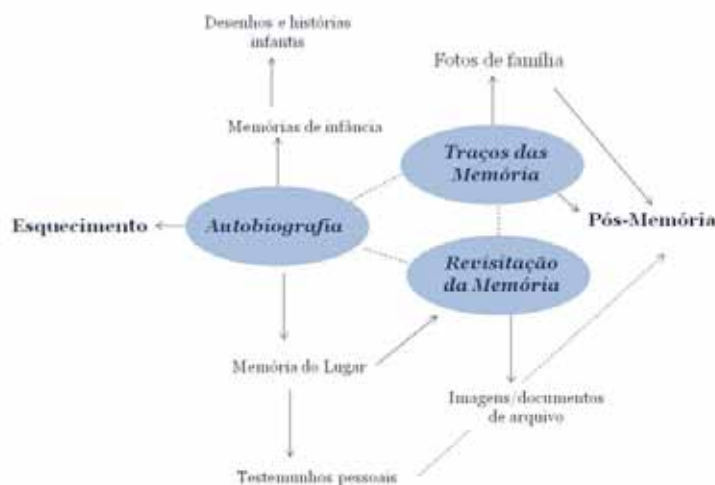 Desenhos e histórias
infantis
Fotos de família
Memórias de infância
Traços das
Memória
Esquecimento
Autobiografia
Pós-Memória
Revisitação
da Memória
Memória do Lugar
Imagens/documentos
de arquivo
Testemunhos pessoais